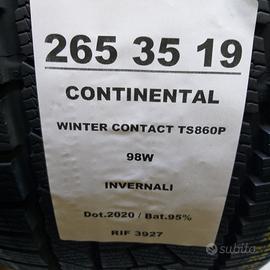 265 35 19
CONTINENTAL
WINTER CONTACT TS860P
98W
INVERNALI
Dot.2020 / Bat.95%
RIF 3927
subito